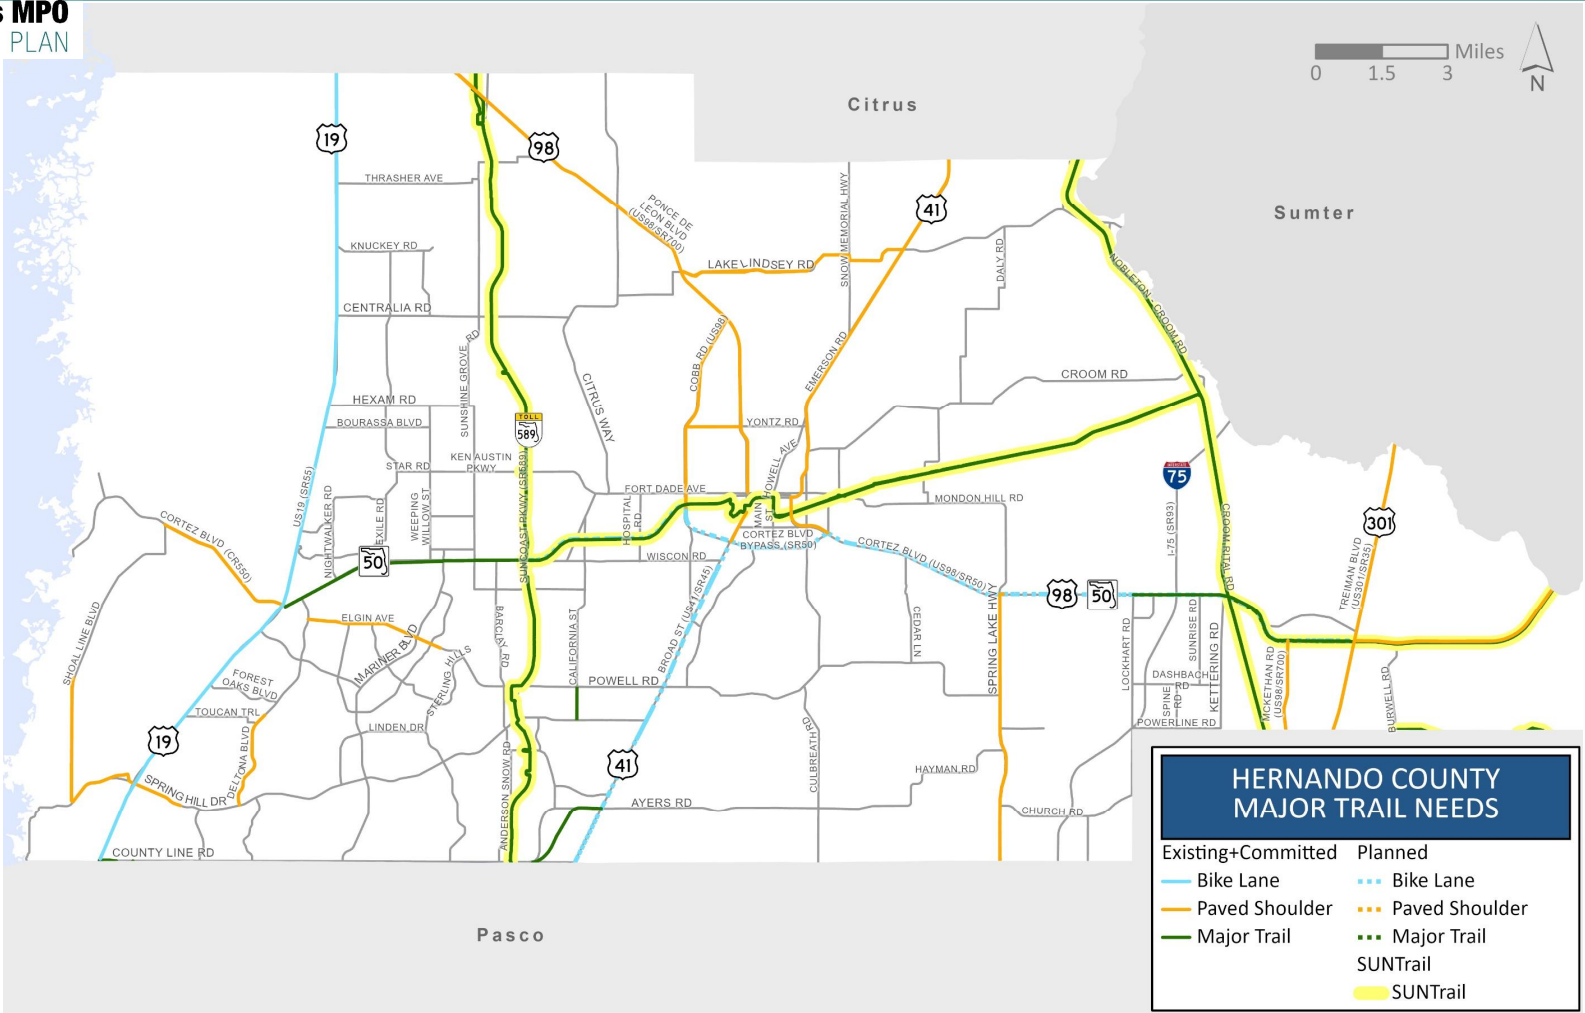 MPO
PLAN
Miles
0 1.5 3
N
Citrus
Sumter
19
98
THRASHER AVE
PONCE DE
LEON BLVD
(US98/SR700)
SNOW MEMORIAL HWY
41
KNUCKEY RD
LAKE LINDSEY RD
DALY RD
NOBLETON - CROOM RD
CENTRALIA RD
SUNSHINE GROVE RD
COBB RD (US98)
EMERSON RD
CITRUS WAY
CROOM RD
HEXAM RD
BOURASSA BLVD
TOLL
589
YONTZ RD
HOWELL AVE
STAR RD
KEN AUSTIN
PKWY
SUNCOAST PKWY (SR589)
US19 (SR55)
NIGHTWALKER RD
EXILE RD
WEEPING
WILLOW ST
FORT DADE AVE
HOSPITAL
RD
MAIN
ST
MONDON HILL RD
INTERSTATE
75
I-75 (SR93)
CROOM RITAL RD
301
TREIMAN BLVD
(US301/SR35)
CORTEZ BLVD (CR550)
50
WISCON RD
CORTEZ BLVD
BYPASS (SR50)
CORTEZ BLVD (US98/SR50)
98
50
BROAD ST (US41/SR45)
SHOAL LINE BLVD
ELGIN AVE
MARINER BLVD
BARCLAY RD
CALIFORNIA ST
CEDAR LN
SPRING LAKE HWY
LOCKHART RD
SUNRISE RD
KETTERING RD
DASHBACH
RD
SPINE
RD
POWERLINE RD
MCKETHAN RD
(US98/SR700)
BURWELL RD
FOREST
OAKS BLVD
STERLING HILLS
POWELL RD
TOUCAN TRL
LINDEN DR
19
DELTONA BLVD
SPRING HILL DR
ANDERSON SNOW RD
41
CULBREATH RD
HAYMAN RD
AYERS RD
CHURCH RD
COUNTY LINE RD
Pasco
HERNANDO COUNTY
MAJOR TRAIL NEEDS
Existing+Committed Planned
Bike Lane Bike Lane
Paved Shoulder Paved Shoulder
Major Trail Major Trail
SUNTrail
SUNTrail